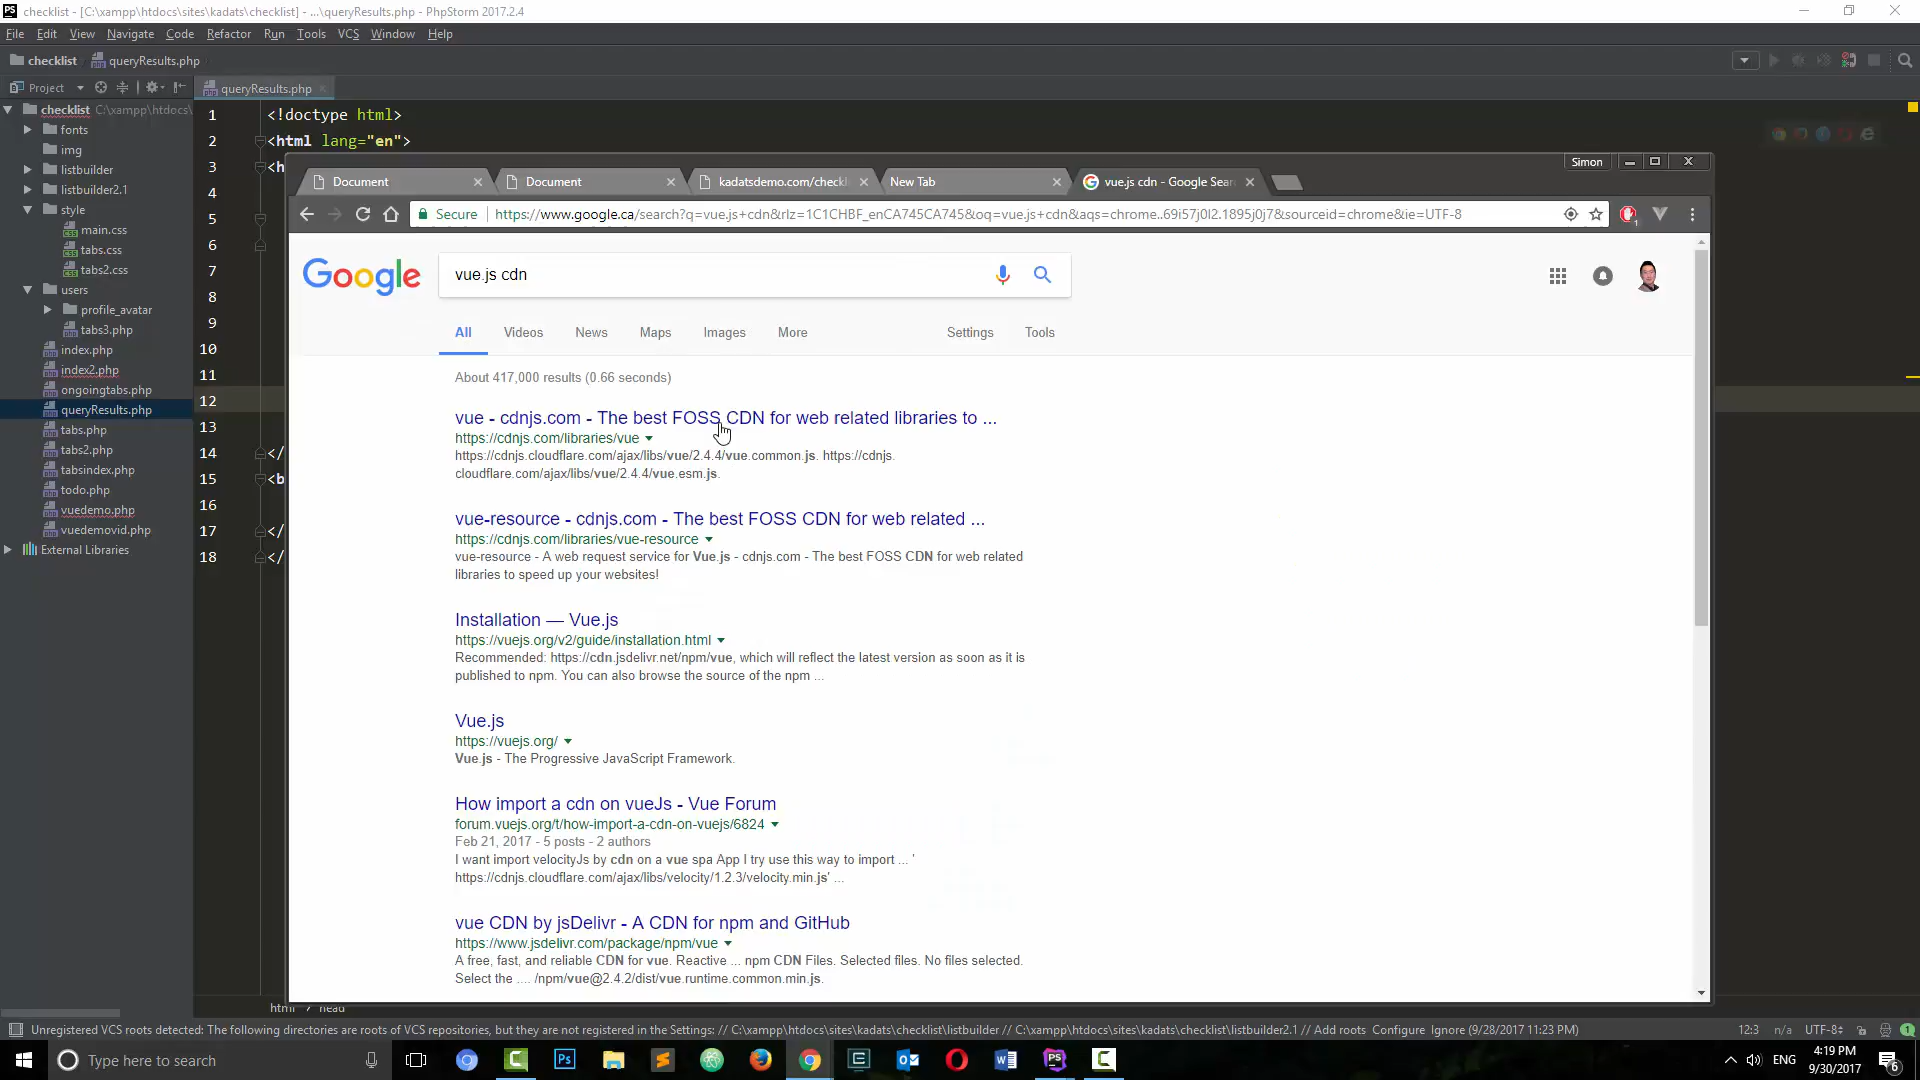 checklist - [C:\xampp\htdocs\sites\kadats\checklist] - ...\queryResults.php - PhpStorm 2017.2.4
File Edit View Navigate Code Refactor Run Tools VCS Window Help
checklist queryResults.php
Project
queryResults.php
checklist C:\xampp\htdocs\
fonts
img
listbuilder
listbuilder2.1
style
main.css
tabs.css
tabs2.css
users
profile_avatar
tabs3.php
index.php
index2.php
ongoingtabs.php
queryResults.php
tabs.php
tabs2.php
tabsindex.php
todo.php
vuedemo.php
vuedemovid.php
External Libraries
1 <!doctype html>
2 <html lang="en">
3 <h
4
5
6
7
8
9
10
11
12
13
14 </
15 <b
16
17 </
18 </
Simon
Document Document kadatsdemo.com/checkl New Tab vue.js cdn - Google Sear
Secure https://www.google.ca/search?q=vue.js+cdn&rlz=1C1CHBF_enCA745CA745&oq=vue.js+cdn&aqs=chrome..69i57j0l2.1895j0j7&sourceid=chrome&ie=UTF-8
Google vue.js cdn
All Videos News Maps Images More Settings Tools
About 417,000 results (0.66 seconds)
vue - cdnjs.com - The best FOSS CDN for web related libraries to ...
https://cdnjs.com/libraries/vue
https://cdnjs.cloudflare.com/ajax/libs/vue/2.4.4/vue.common.js. https://cdnjs.
cloudflare.com/ajax/libs/vue/2.4.4/vue.esm.js.
vue-resource - cdnjs.com - The best FOSS CDN for web related ...
https://cdnjs.com/libraries/vue-resource
vue-resource - A web request service for Vue.js - cdnjs.com - The best FOSS CDN for web related
libraries to speed up your websites!
Installation — Vue.js
https://vuejs.org/v2/guide/installation.html
Recommended: https://cdn.jsdelivr.net/npm/vue, which will reflect the latest version as soon as it is
published to npm. You can also browse the source of the npm ...
Vue.js
https://vuejs.org/
Vue.js - The Progressive JavaScript Framework.
How import a cdn on vueJs - Vue Forum
forum.vuejs.org/t/how-import-a-cdn-on-vuejs/6824
Feb 21, 2017 - 5 posts - 2 authors
I want import velocityJs by cdn on a vue spa App I try use this way to import ... '
https://cdnjs.cloudflare.com/ajax/libs/velocity/1.2.3/velocity.min.js' ...
vue CDN by jsDelivr - A CDN for npm and GitHub
https://www.jsdelivr.com/package/npm/vue
A free, fast, and reliable CDN for vue. Reactive ... npm CDN Files. Selected files. No files selected.
Select the .... /npm/vue@2.4.2/dist/vue.runtime.common.min.js.
html head
Unregistered VCS roots detected: The following directories are roots of VCS repositories, but they are not registered in the Settings: // C:\xampp\htdocs\sites\kadats\checklist\listbuilder // C:\xampp\htdocs\sites\kadats\checklist\listbuilder2.1 // Add roots Configure Ignore (9/28/2017 11:23 PM) 12:3 n/a UTF-8
Type here to search
ENG
4:19 PM
9/30/2017
6